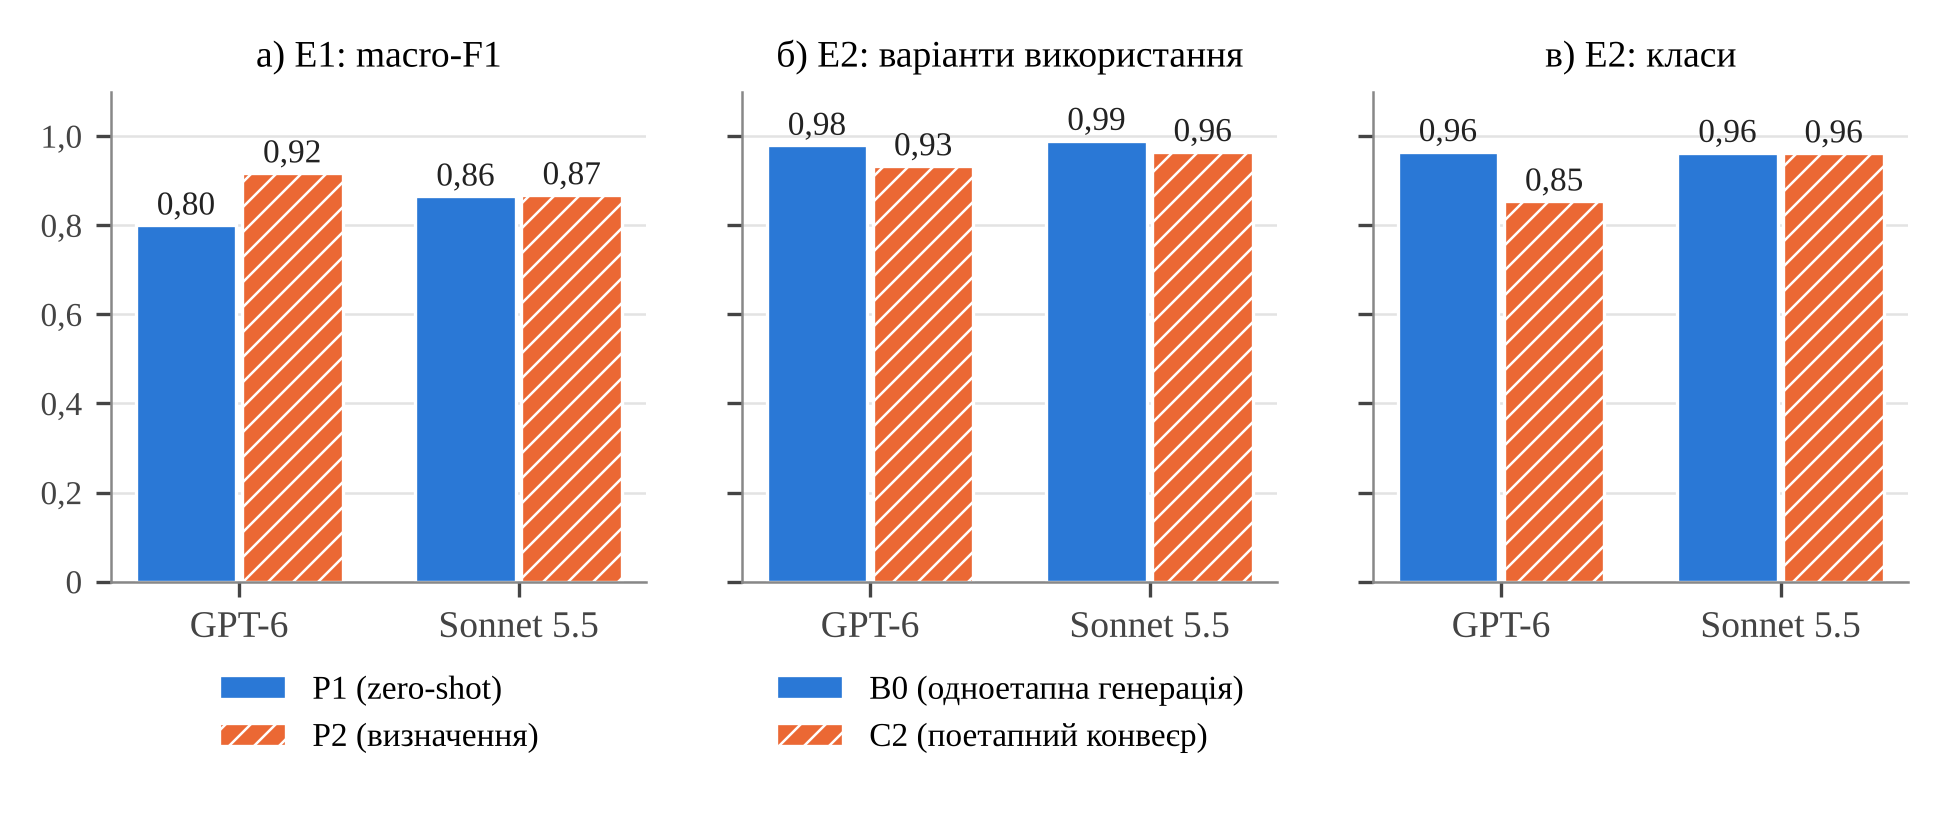 а) E1: macro-F1
б) E2: варіанти використання
в) E2: класи
1,0
0,8
0,6
0,4
0,2
0
0,80
0,92
0,86
0,87
0,98
0,93
0,99
0,96
0,96
0,85
0,96
0,96
GPT-6
Sonnet 5.5
GPT-6
Sonnet 5.5
GPT-6
Sonnet 5.5
P1 (zero-shot)
P2 (визначення)
B0 (одноетапна генерація)
C2 (поетапний конвеєр)